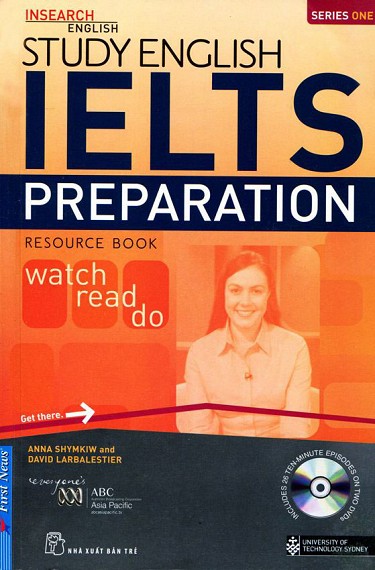 INSEARCH
ENGLISH
SERIES ONE
STUDY ENGLISH
IELTS
PREPARATION
RESOURCE BOOK
watch
read
do
Get there.
ANNA SHYMKIW and
DAVID LARBALESTIER
everyone's
ABC
Asia Pacific
INCLUDES 26 TEN-MINUTE EPISODES ON TWO DVDs
First News
NHÀ XUẤT BẢN TRẺ
UNIVERSITY OF
TECHNOLOGY SYDNEY